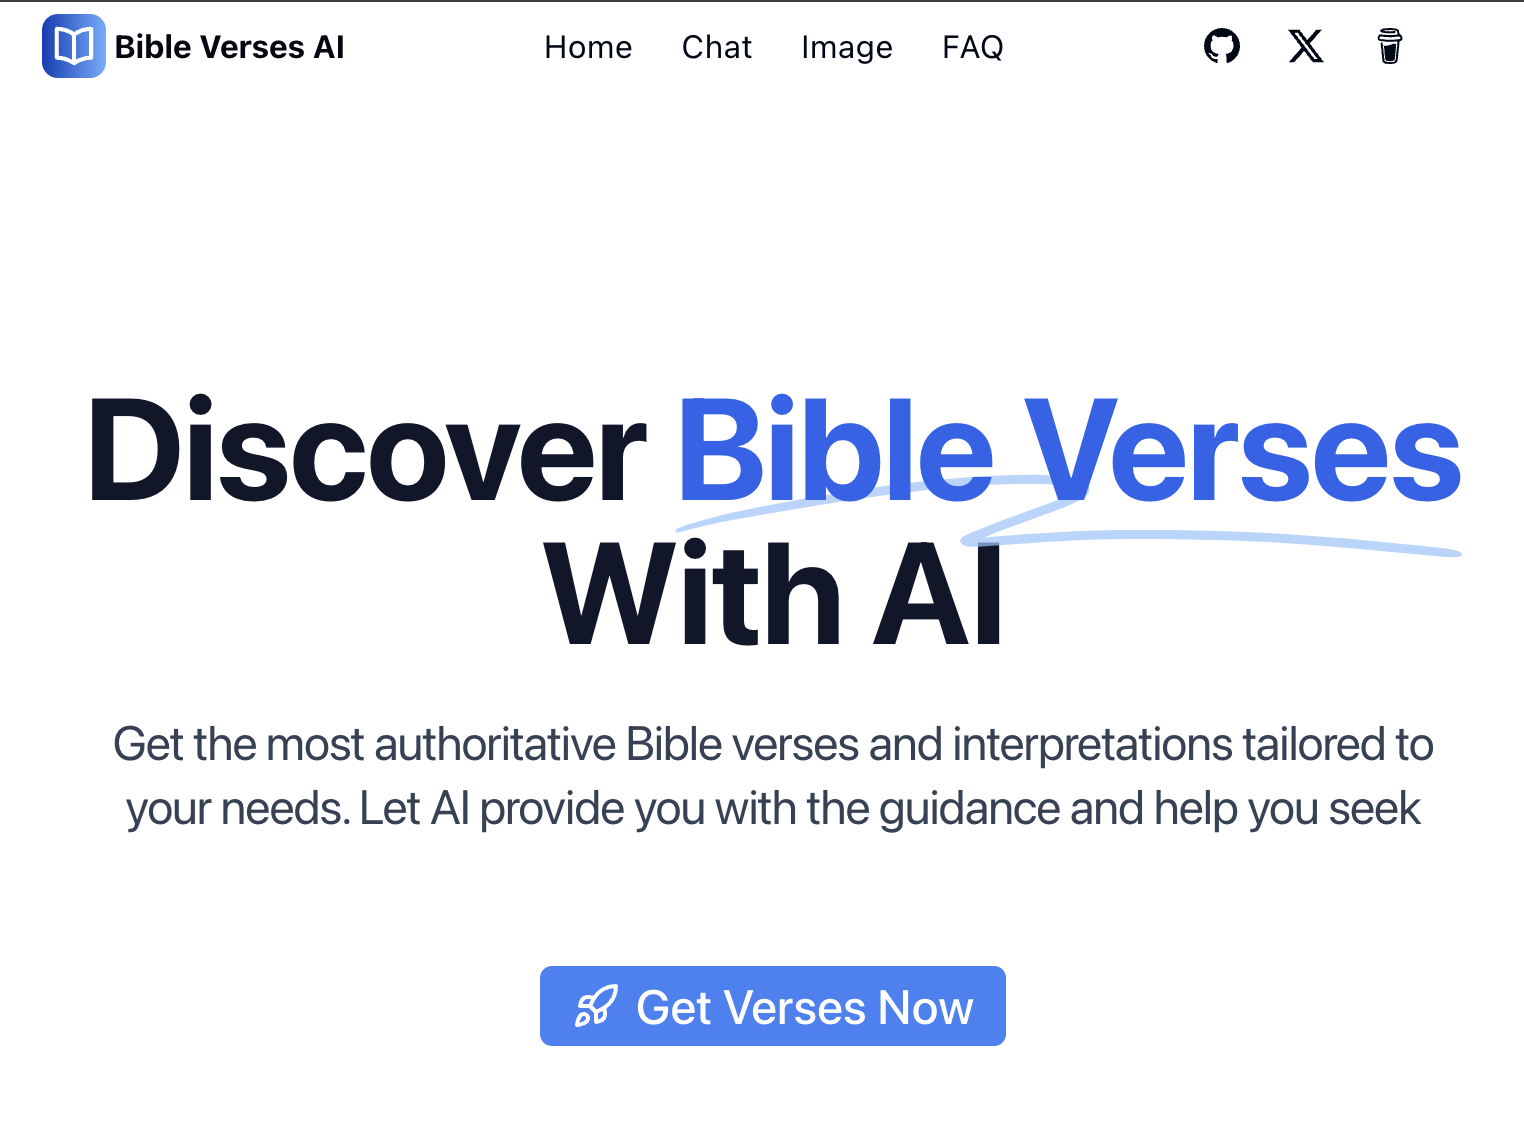 Bible Verses AI
Home Chat Image FAQ
Discover Bible Verses
With AI
Get the most authoritative Bible verses and interpretations tailored to
your needs. Let AI provide you with the guidance and help you seek
Get Verses Now